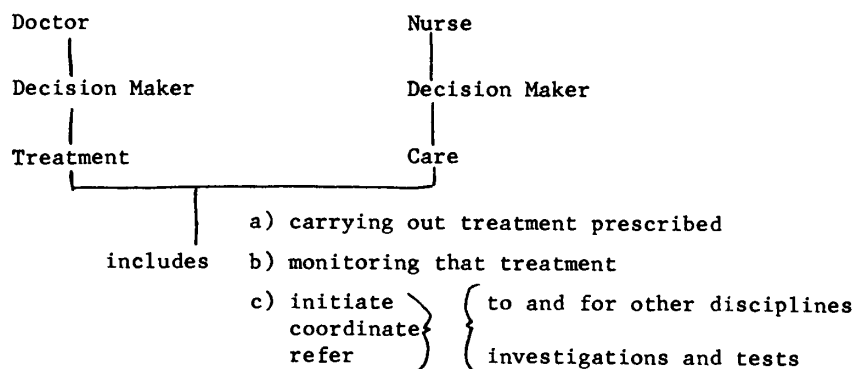 Doctor Nurse
Decision Maker Decision Maker
Treatment Care
a) carrying out treatment prescribed
includes b) monitoring that treatment
c) initiate to and for other disciplines
coordinate
refer investigations and tests